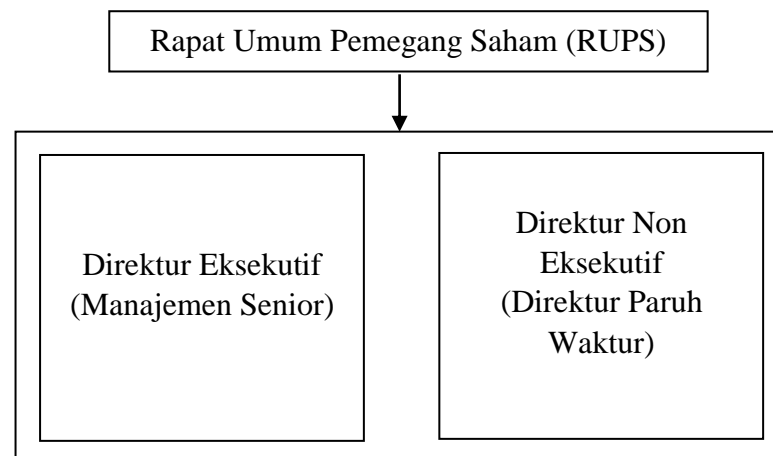 Rapat Umum Pemegang Saham (RUPS)
Direktur Eksekutif
(Manajemen Senior)
Direktur Non
Eksekutif
(Direktur Paruh
Waktur)